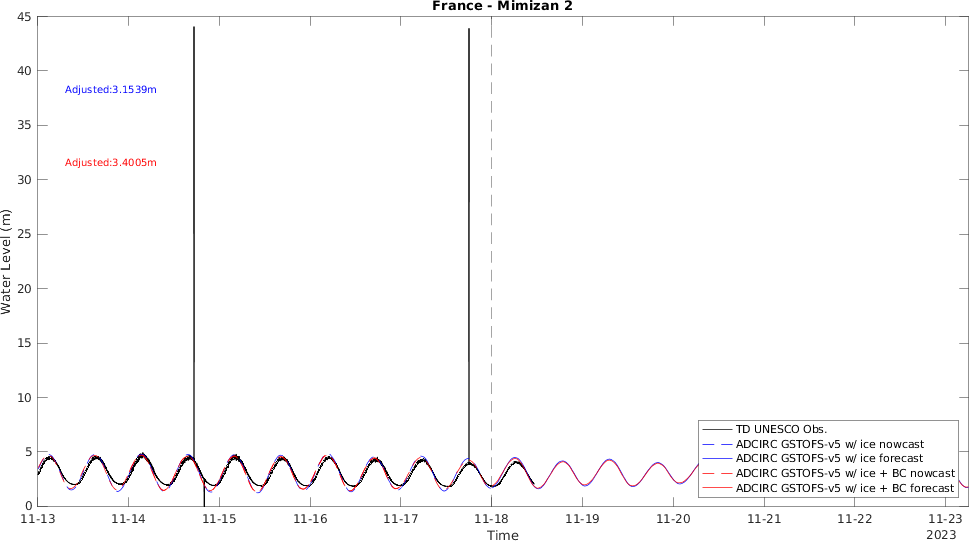 France - Mimizan 2
Water Level (m)
45
40
35
30
25
20
15
10
5
0
Adjusted:3.1539m
Adjusted:3.4005m
TD UNESCO Obs.
ADCIRC GSTOFS-v5 w/ ice nowcast
ADCIRC GSTOFS-v5 w/ ice forecast
ADCIRC GSTOFS-v5 w/ ice + BC nowcast
ADCIRC GSTOFS-v5 w/ ice + BC forecast
11-13 11-14 11-15 11-16 11-17 11-18 11-19 11-20 11-21 11-22 11-23
Time
2023